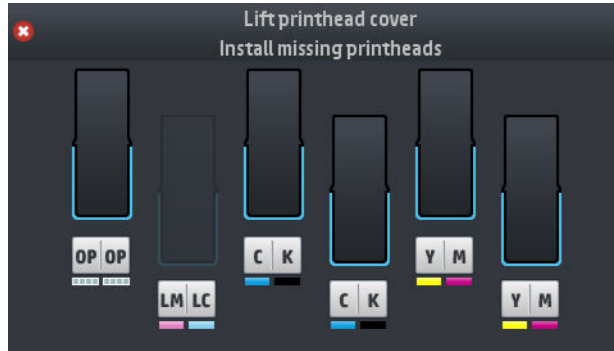 Lift printhead cover
Install missing printheads
OP OP
C K
Y M
LM LC
C K
Y M